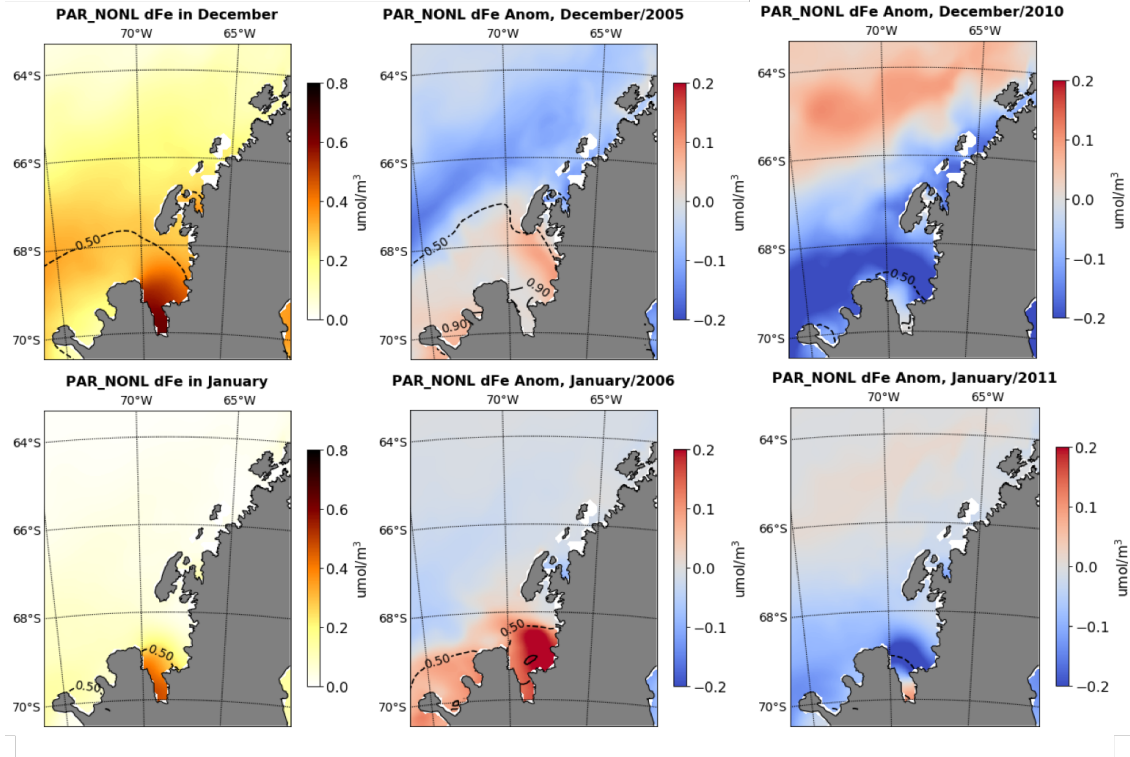 PAR_NONL dFe in December
PAR_NONL dFe Anom, December/2005
PAR_NONL dFe Anom, December/2010
70°W 65°W
70°W 65°W
70°W 65°W
64°S
66°S
68°S
70°S
0.50
0.8
0.6
0.4
0.2
0.0
umol/m³
64°S
66°S
68°S
70°S
0.50
0.90
0.90
0.2
0.1
0.0
−0.1
−0.2
umol/m³
64°S
66°S
68°S
70°S
0.50
0.2
0.1
0.0
−0.1
−0.2
umol/m³
PAR_NONL dFe in January
PAR_NONL dFe Anom, January/2006
PAR_NONL dFe Anom, January/2011
70°W 65°W
70°W 65°W
70°W 65°W
64°S
66°S
68°S
70°S
0.50
0.50
0.8
0.6
0.4
0.2
0.0
umol/m³
64°S
66°S
68°S
70°S
0.50
0.50
0.2
0.1
0.0
−0.1
−0.2
umol/m³
64°S
66°S
68°S
70°S
0.2
0.1
0.0
−0.1
−0.2
umol/m³